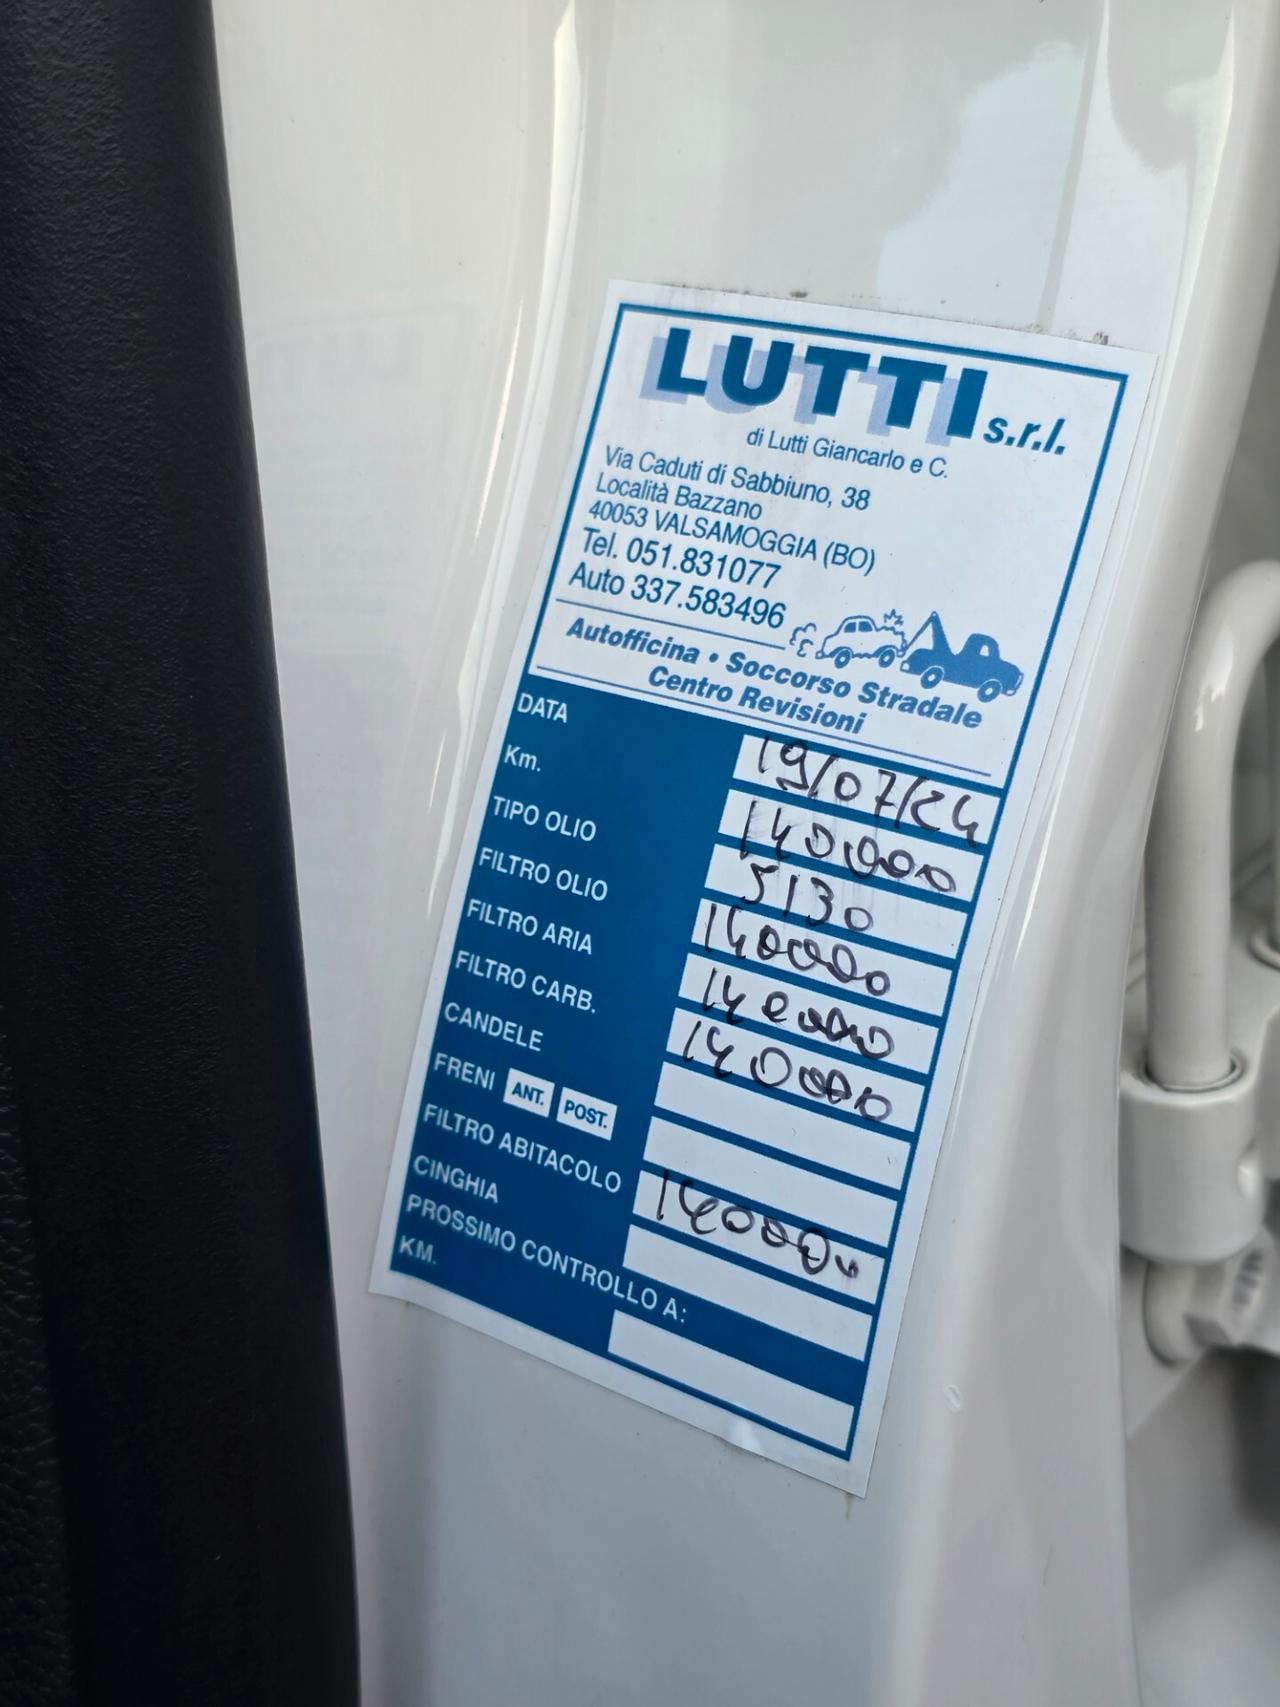 LUTTI s.r.l.
di Lutti Giancarlo e C.
Via Caduti di Sabbiuno, 38
Località Bazzano
40053 VALSAMOGGIA (BO)
Tel. 051.831077
Auto 337.583496
Autofficina • Soccorso Stradale
Centro Revisioni
DATA 19/07/24
Km. 140000
TIPO OLIO 5/30
FILTRO OLIO 140000
FILTRO ARIA 140000
FILTRO CARB. 140000
CANDELE
FRENI ANT. POST.
FILTRO ABITACOLO 140000
CINGHIA
PROSSIMO CONTROLLO A:
KM.